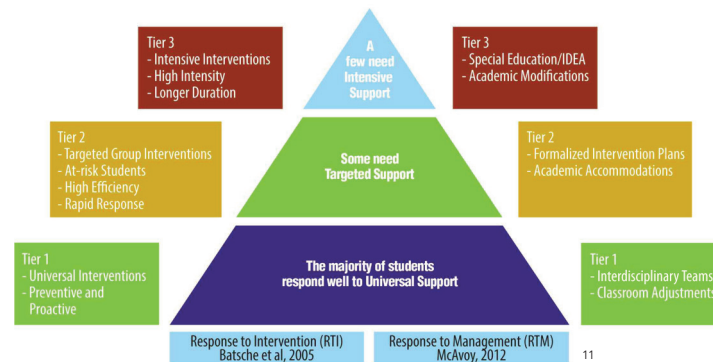 Tier 3
- Intensive Interventions
- High Intensity
- Longer Duration
A
few need
Intensive
Support
Tier 3
- Special Education/IDEA
- Academic Modifications
Tier 2
- Targeted Group Interventions
- At-risk Students
- High Efficiency
- Rapid Response
Some need
Targeted Support
Tier 2
- Formalized Intervention Plans
- Academic Accommodations
Tier 1
- Universal Interventions
- Preventive and
Proactive
The majority of students
respond well to Universal Support
Tier 1
- Interdisciplinary Teams
- Classroom Adjustments
Response to Intervention (RTI)
Batsche et al, 2005
Response to Management (RTM)
McAvoy, 2012
11